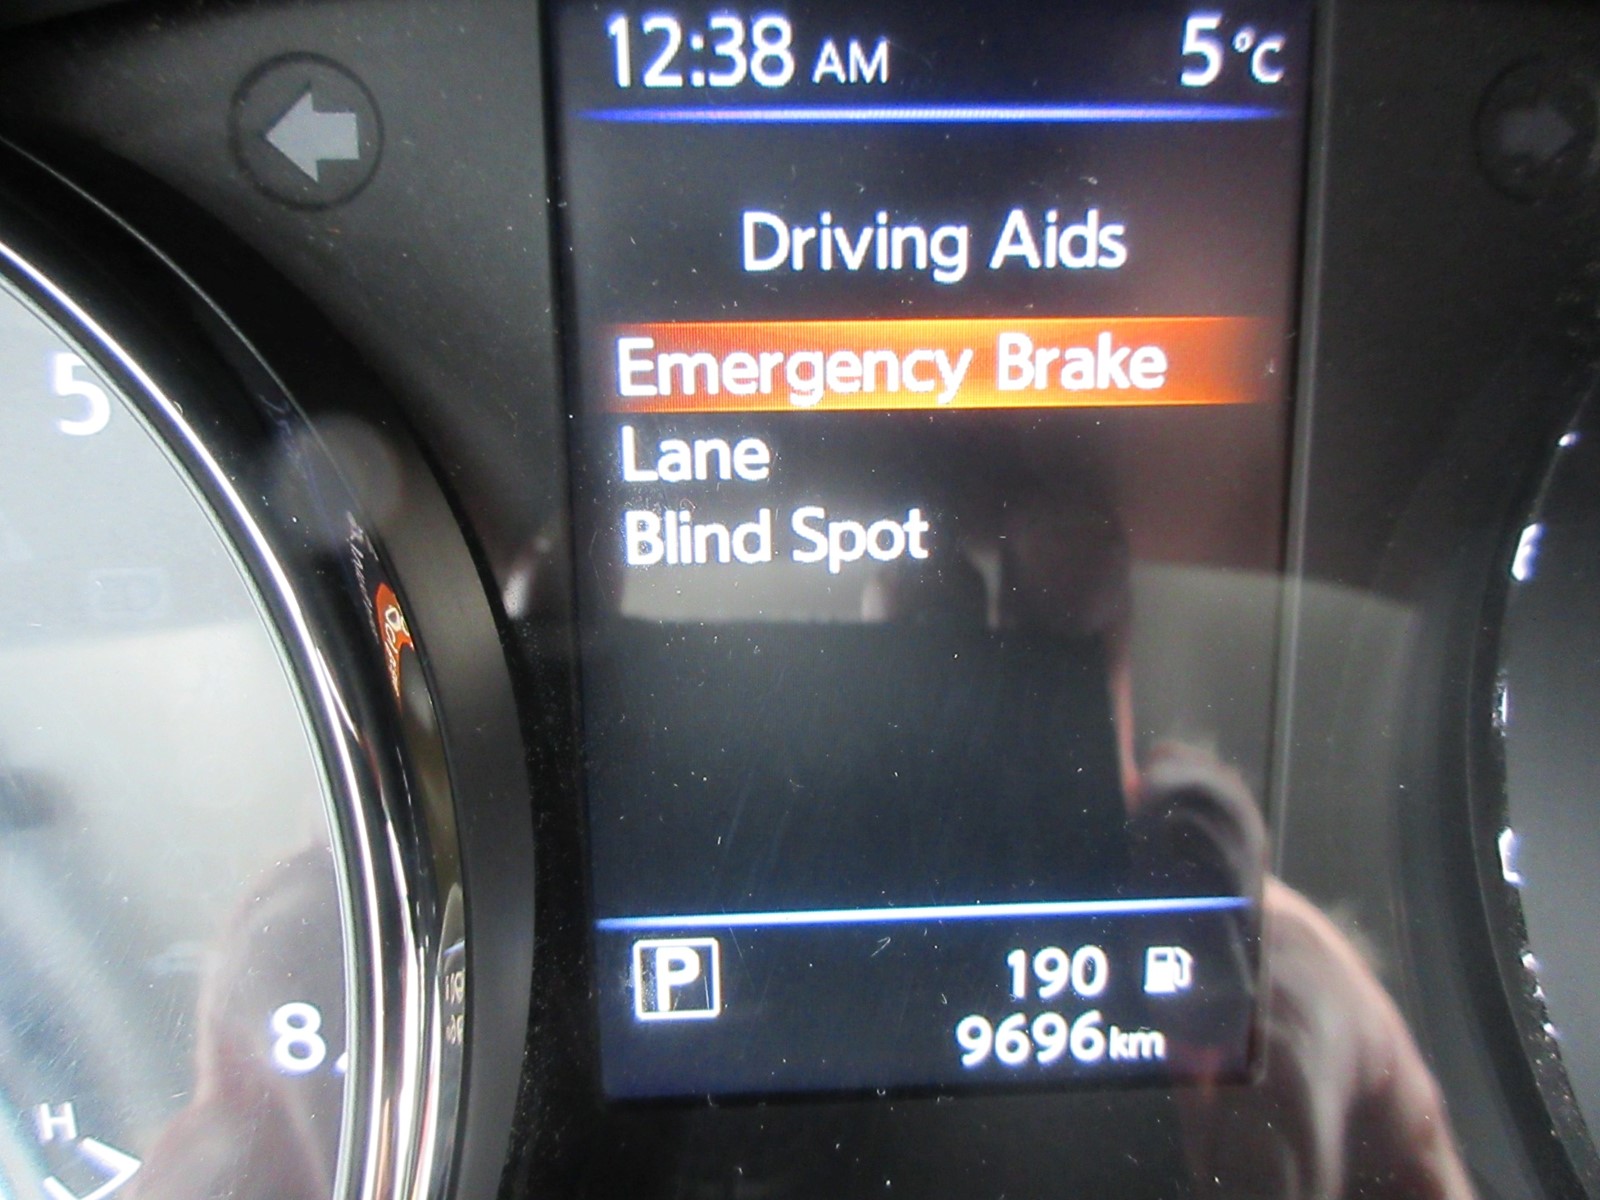 12:38 AM 5°C
Driving Aids
Emergency Brake
Lane
Blind Spot
5
P 190
9696km
8
H